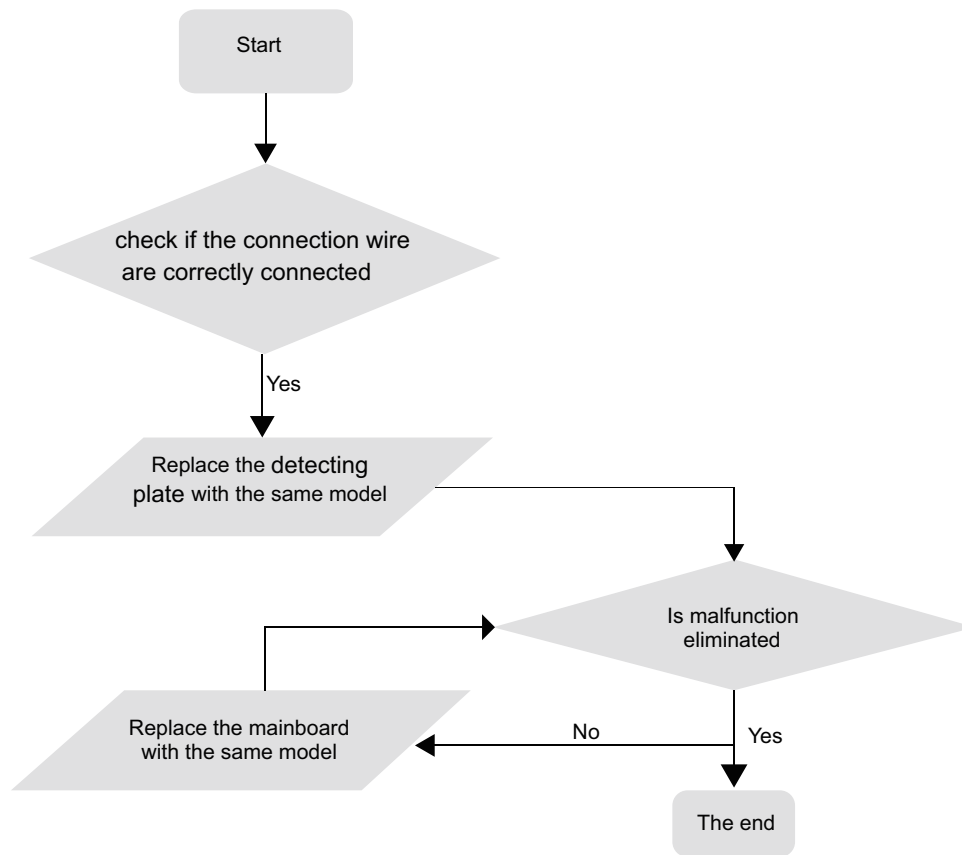 Start
check if the connection wire
are correctly connected
Yes
Replace the detecting
plate with the same model
Is malfunction
eliminated
Replace the mainboard
with the same model
No
Yes
The end